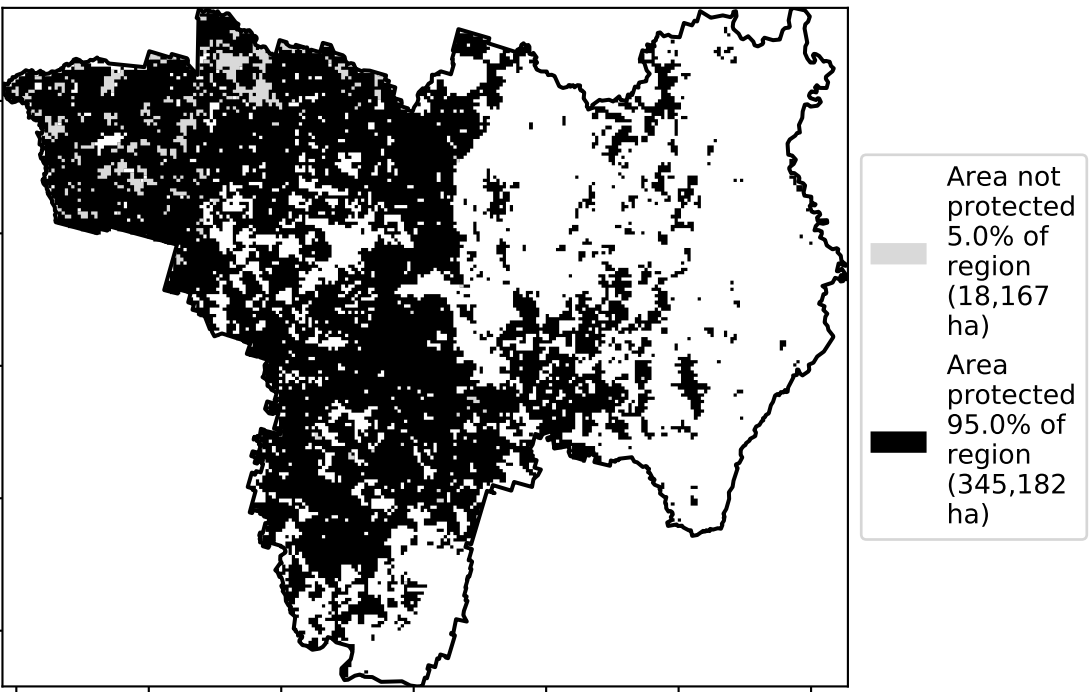 Area not
protected
5.0% of
region
(18,167
ha)
Area
protected
95.0% of
region
(345,182
ha)